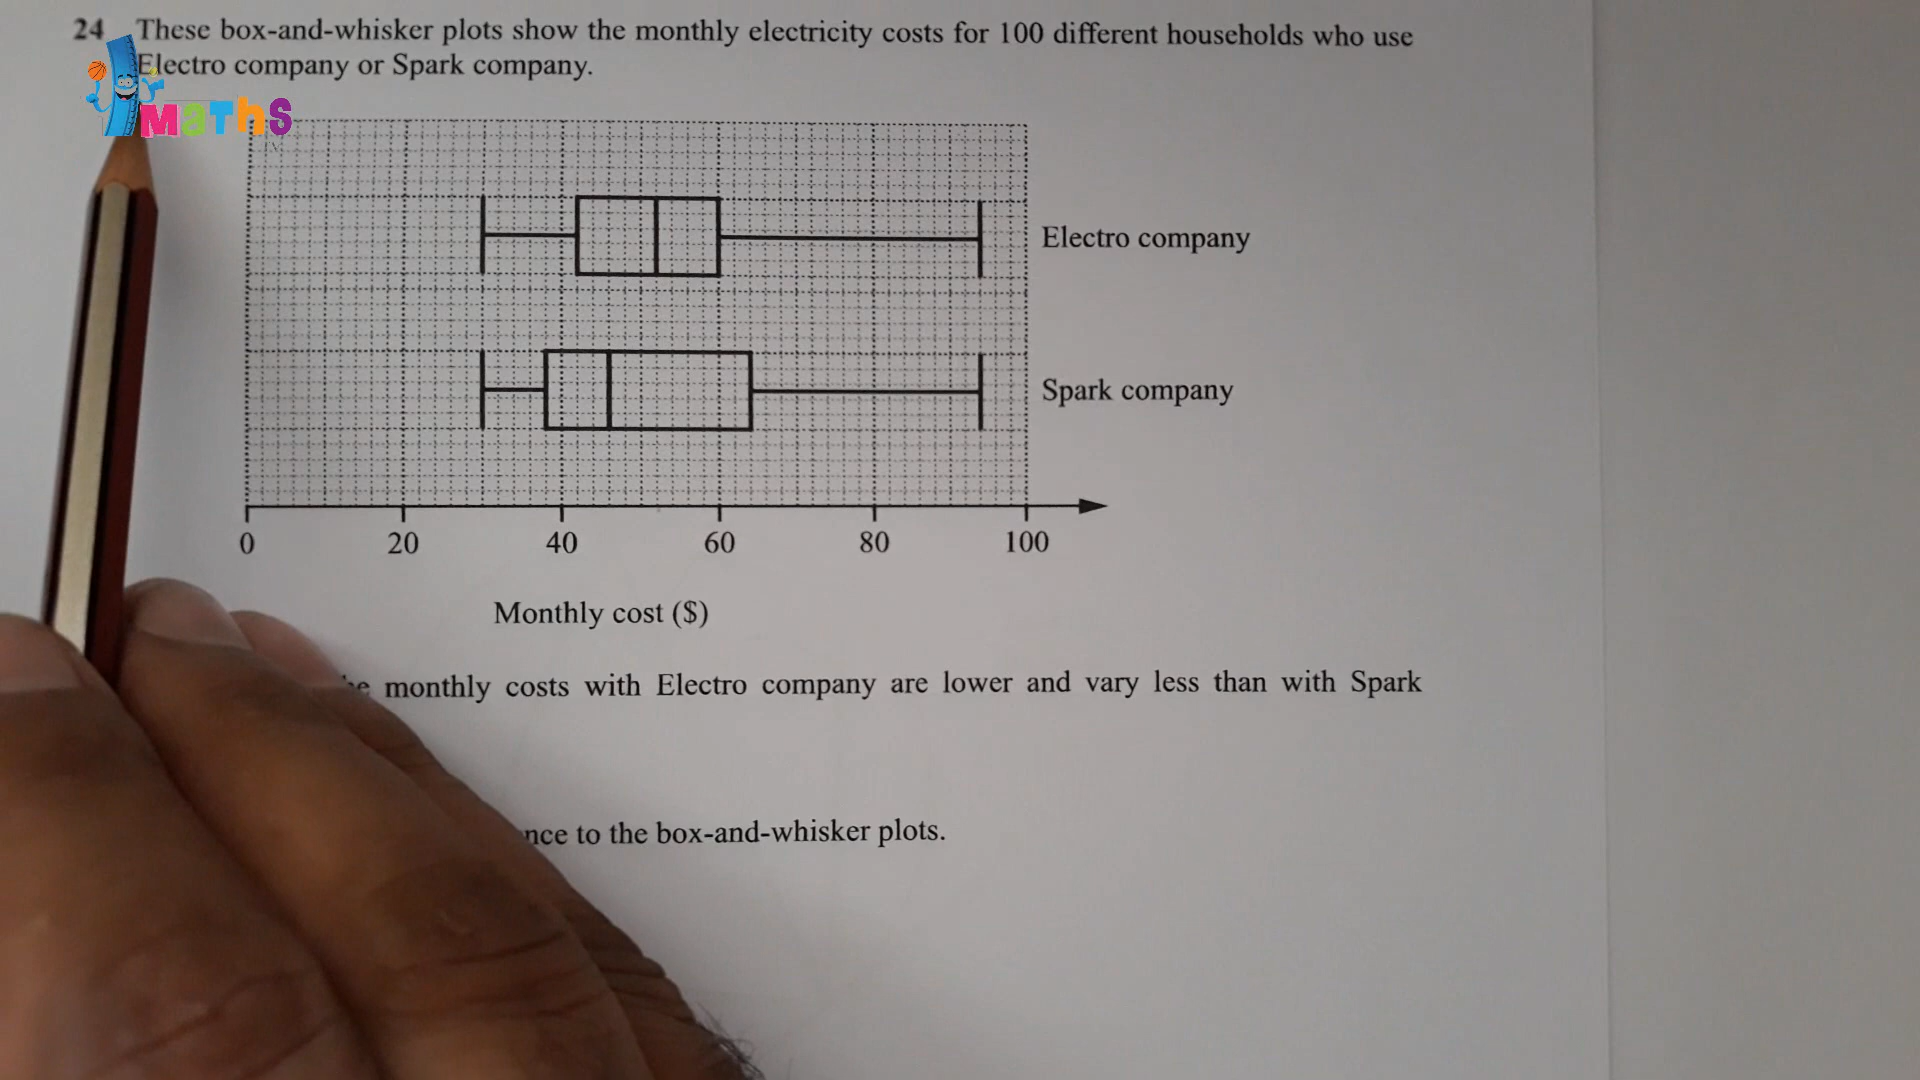 24 These box-and-whisker plots show the monthly electricity costs for 100 different households who use
Electro company or Spark company.
MaThS
Electro company
Spark company
0 20 40 60 80 100
Monthly cost ($)
monthly costs with Electro company are lower and vary less than with Spark
to the box-and-whisker plots.